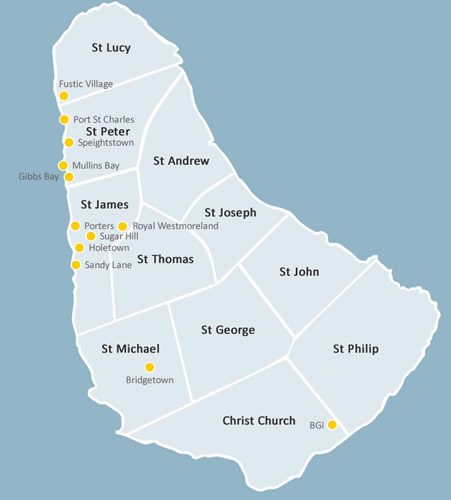 St Lucy
Fustic Village
Port St Charles
St Peter
Speightstown
Mullins Bay
St Andrew
Gibbs Bay
St James
St Joseph
Porters
Royal Westmoreland
Sugar Hill
Holetown
St Thomas
Sandy Lane
St John
St George
St Michael
St Philip
Bridgetown
Christ Church
BGI